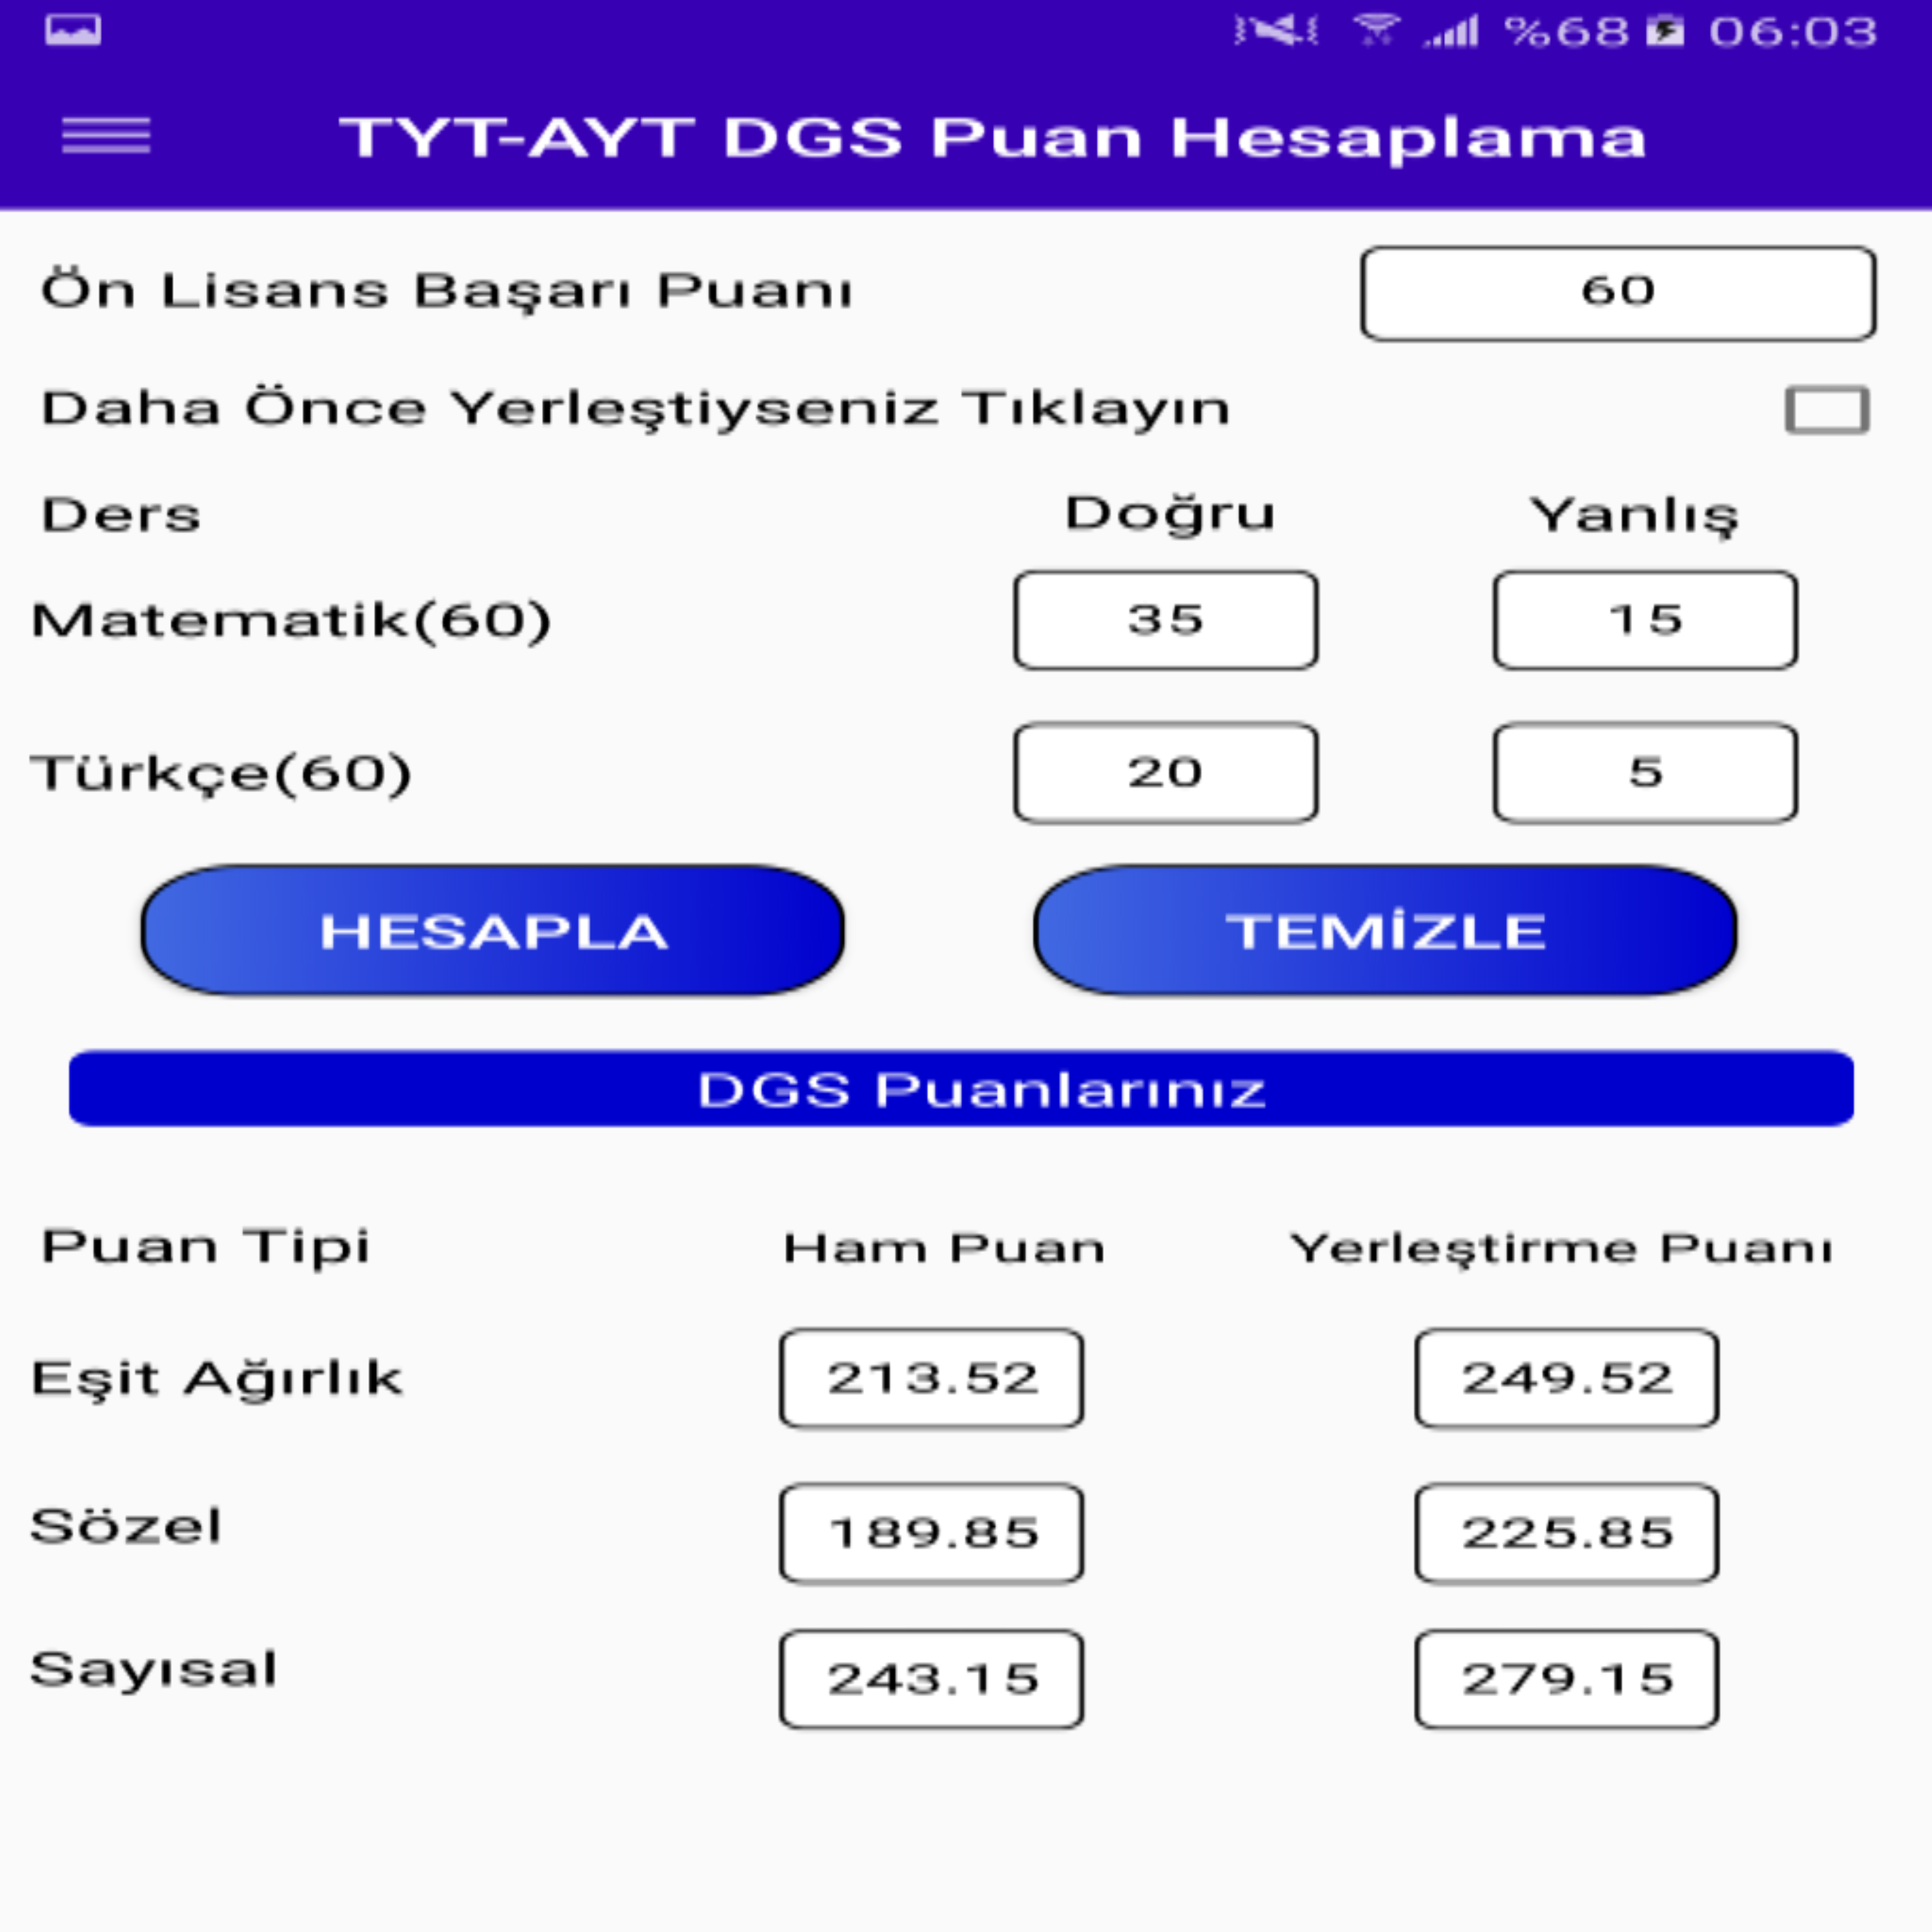 %68 06:03
TYT-AYT DGS Puan Hesaplama
Ön Lisans Başarı Puanı 60
Daha Önce Yerleştiyseniz Tıklayın
Ders Doğru Yanlış
Matematik(60) 35 15
Türkçe(60) 20 5
HESAPLA TEMİZLE
DGS Puanlarınız
Puan Tipi Ham Puan Yerleştirme Puanı
Eşit Ağırlık 213.52 249.52
Sözel 189.85 225.85
Sayısal 243.15 279.15